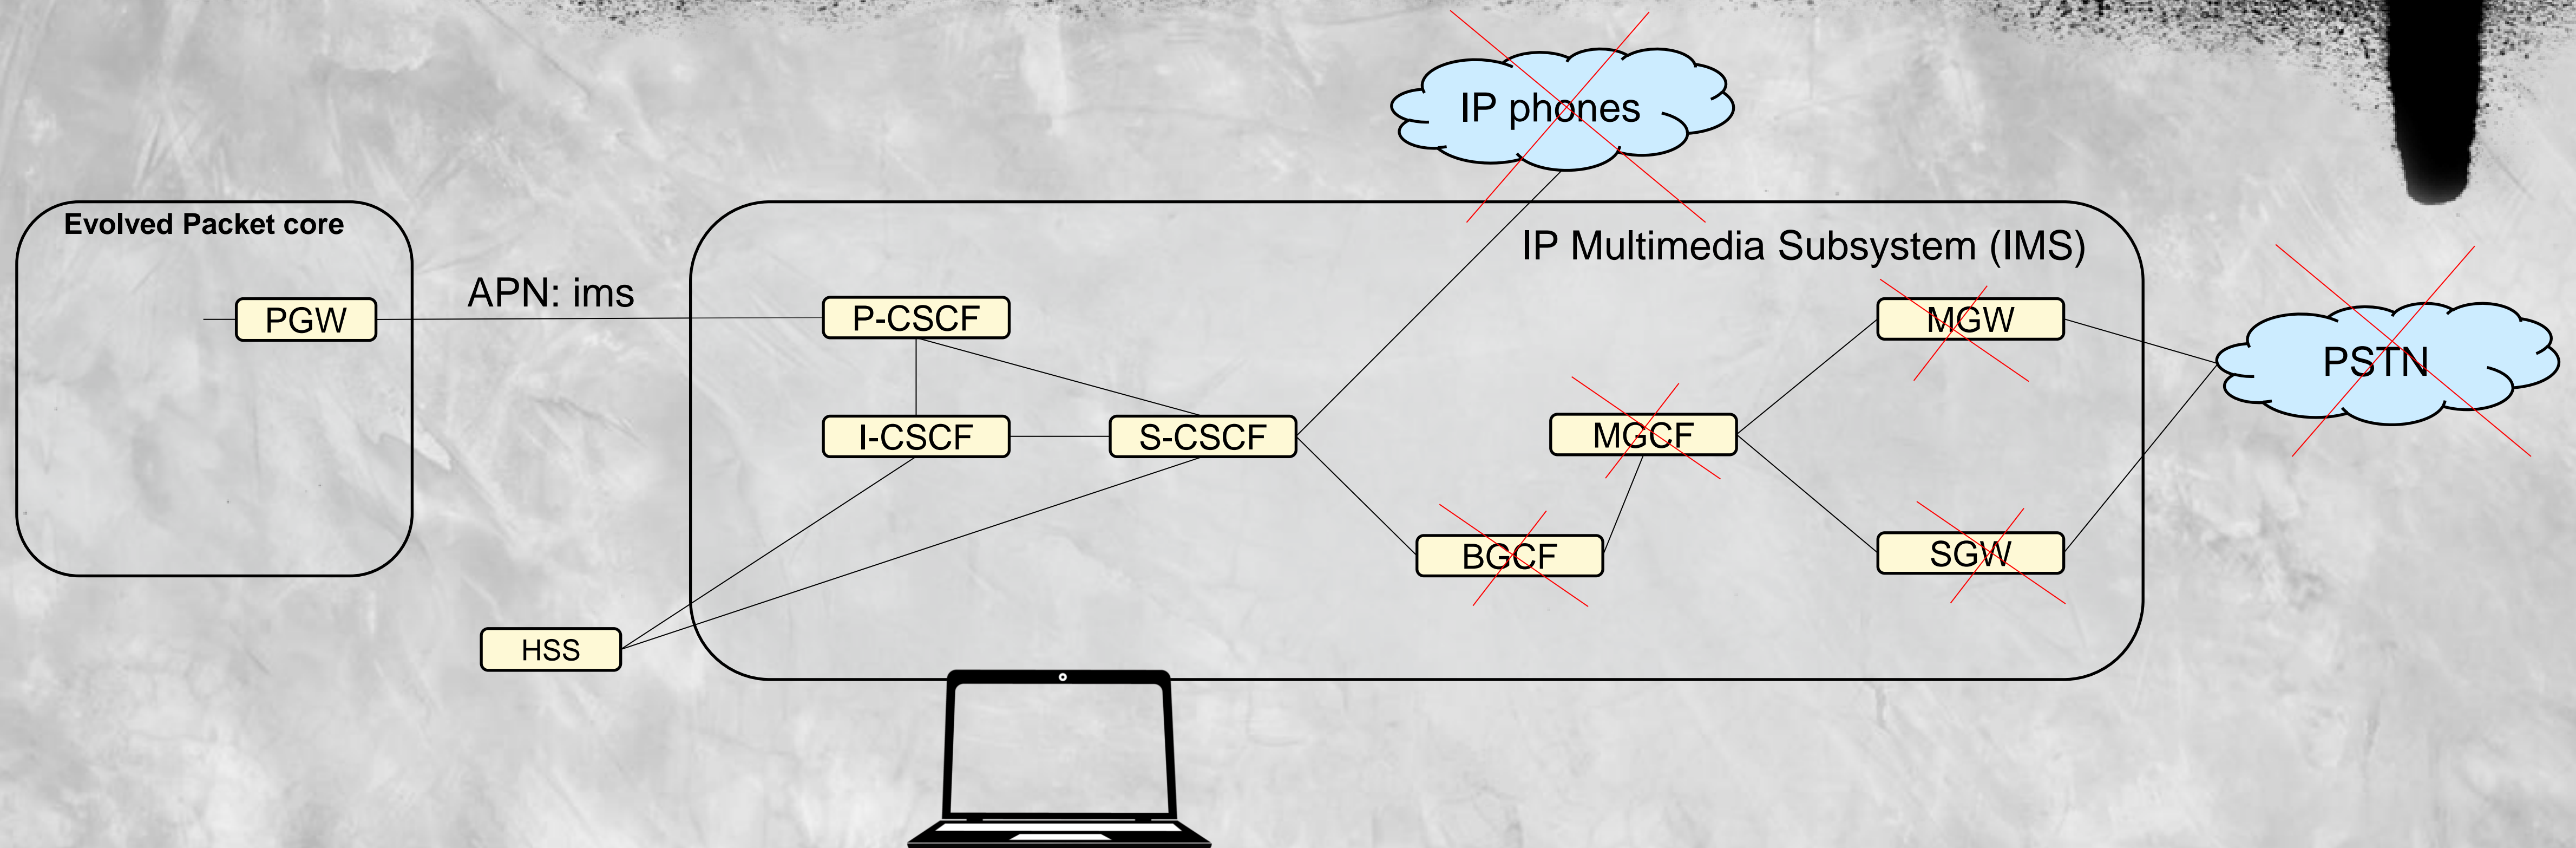 IP phones
Evolved Packet core
IP Multimedia Subsystem (IMS)
APN: ims
PGW
P-CSCF
MGW
PSTN
I-CSCF
S-CSCF
MGCF
BGCF
SGW
HSS